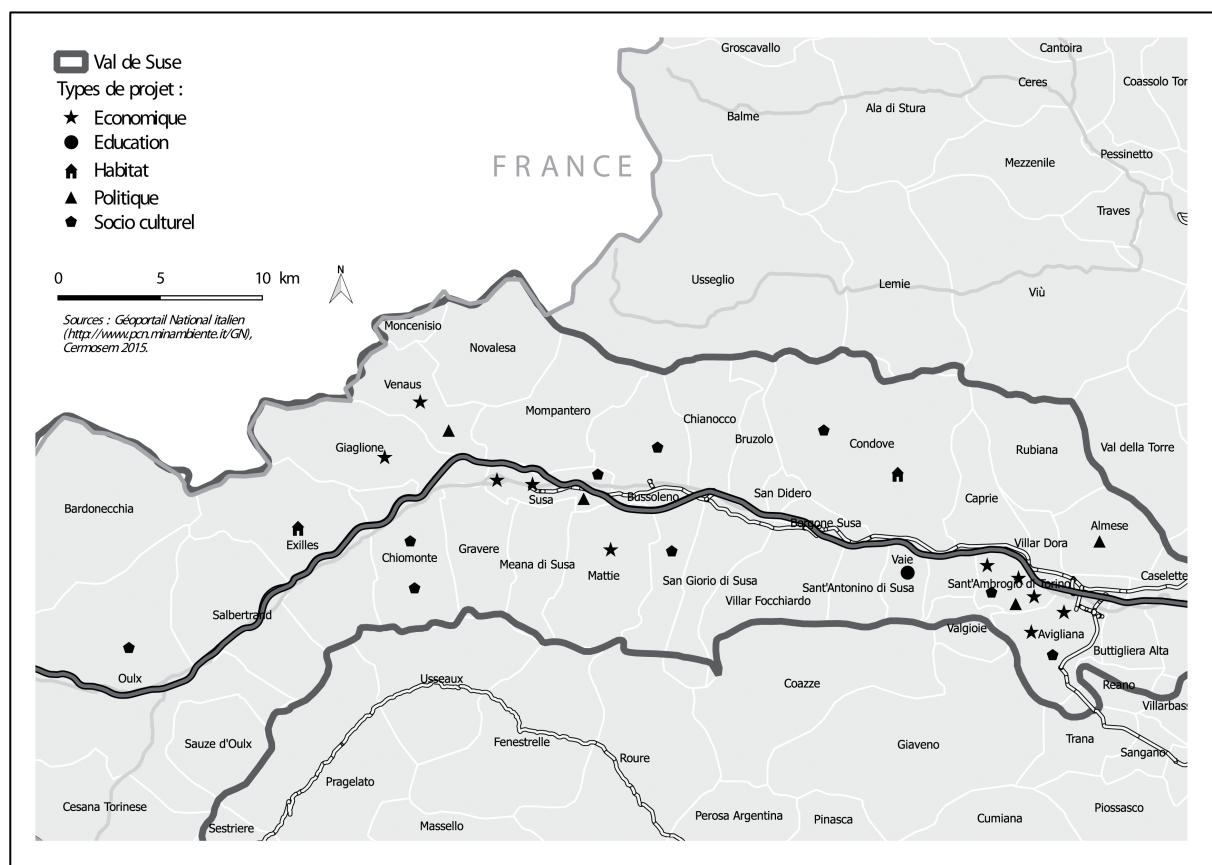 Val de Suse
Types de projet :
Economique
Education
Habitat
Politique
Socio culturel
0 5 10 km
N
Sources : Géoportail National italien
(http://www.pcn.minambiente.it/GN),
Cermosem 2015.
FRANCE
Groscavallo
Cantoira
Ceres
Coassolo Tor
Balme
Ala di Stura
Mezzenile
Pessinetto
Traves
Usseglio
Lemie
Viù
Moncenisio
Novalesa
Venaus
Mompantero
Chianocco
Bruzolo
Condove
Rubiana
Val della Torre
Giaglione
Bardonecchia
Susa
Bussoleno
San Didero
Caprie
Borgone Susa
Almese
Villar Dora
Exilles
Chiomonte
Gravere
Meana di Susa
Mattie
San Giorio di Susa
Villar Focchiardo
Vaie
Sant'Antonino di Susa
Sant'Ambrogio di Torino
Caselette
Salbertrand
Valgioie
Avigliana
Buttigliera Alta
Oulx
Usseaux
Coazze
Reano
Villarbass
Sauze d'Oulx
Fenestrelle
Roure
Giaveno
Trana
Sangano
Pragelato
Cesana Torinese
Sestriere
Massello
Perosa Argentina
Pinasca
Cumiana
Piossasco